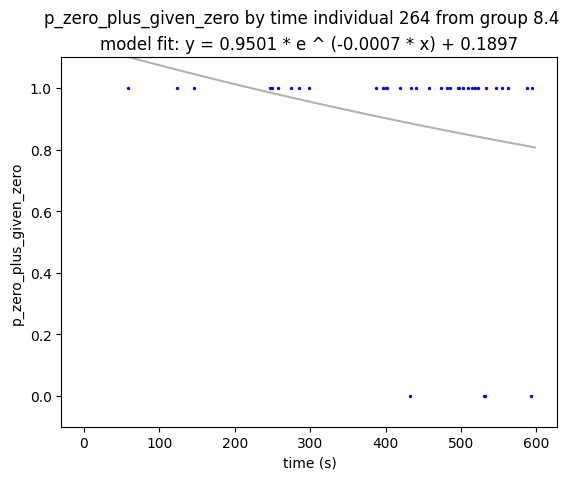 p_zero_plus_given_zero by time individual 264 from group 8.4
model fit: y = 0.9501 * e ^ (-0.0007 * x) + 0.1897
1.0
0.8
0.6
0.4
0.2
0.0
p_zero_plus_given_zero
0 100 200 300 400 500 600
time (s)